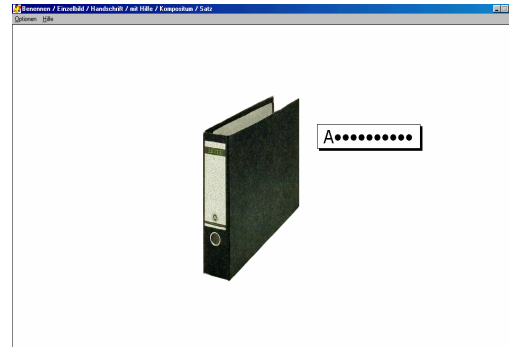 Benennen / Einzelbild / Handschrift / mit Hilfe / Kompositum / Satz
Optionen Hilfe
A●●●●●●●●●●